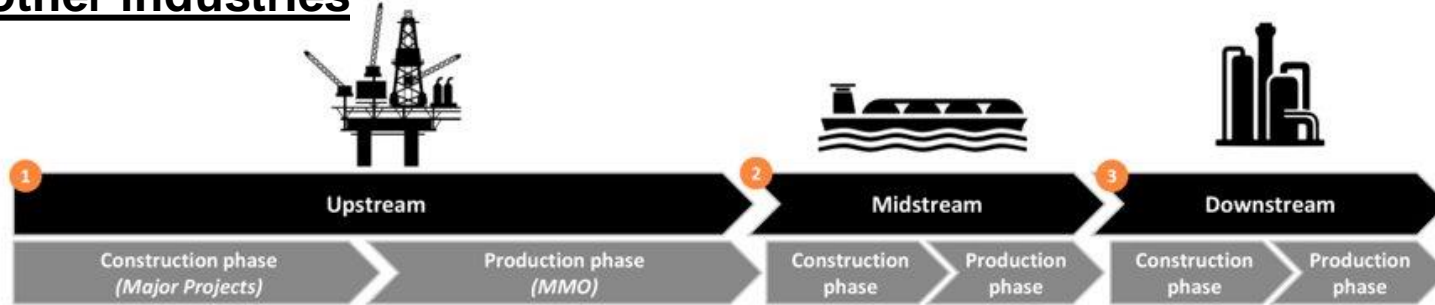 Other Industries
1
2
3
Upstream
Midstream
Downstream
Construction phase
(Major Projects)
Production phase
(MMO)
Construction
phase
Production
phase
Construction
phase
Production
phase